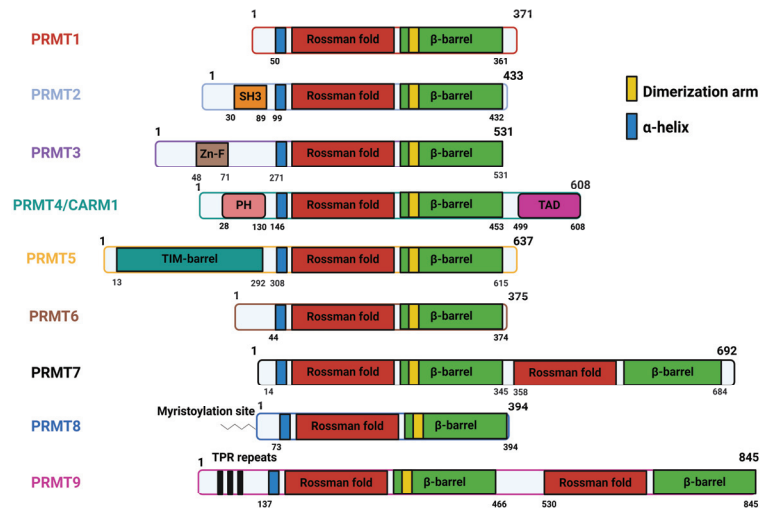 1 371
PRMT1 Rossman fold β-barrel
50 361
1 433
PRMT2 SH3 Rossman fold β-barrel
30 89 99 432
Dimerization arm
α-helix
1 531
PRMT3 Zn-F Rossman fold β-barrel
48 71 271 531
1 608
PRMT4/CARM1 PH Rossman fold β-barrel TAD
28 130 146 453 499 608
1 637
PRMT5 TIM-barrel Rossman fold β-barrel
13 292 308 615
1 375
PRMT6 Rossman fold β-barrel
44 374
1 692
PRMT7 Rossman fold β-barrel Rossman fold β-barrel
14 345 358 684
Myristoylation site 1 394
PRMT8 Rossman fold β-barrel
73 394
1 TPR repeats 845
PRMT9 Rossman fold β-barrel Rossman fold β-barrel
137 466 530 845